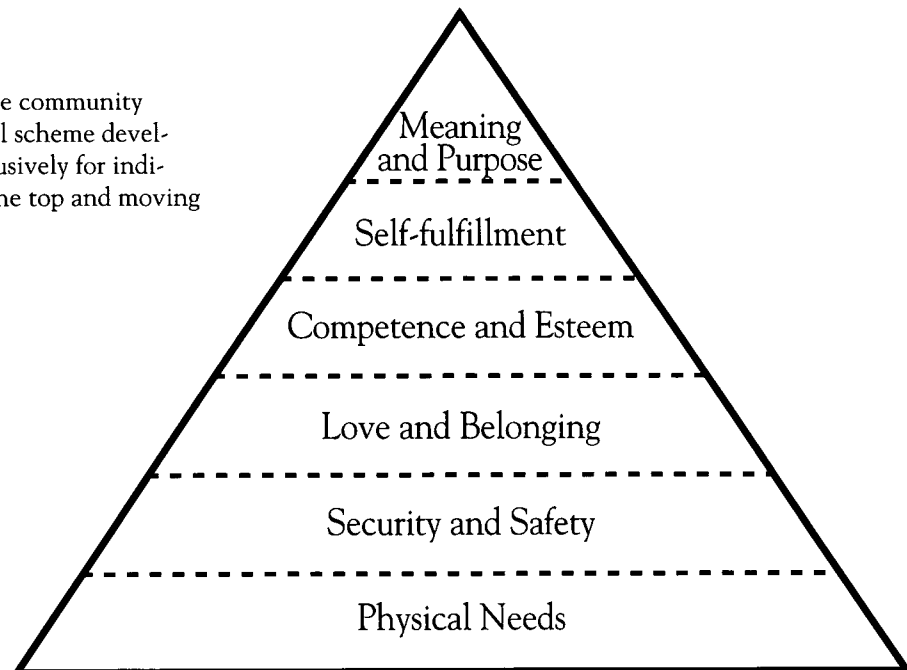 e community
l scheme devel-
usively for indi-
ne top and moving
Meaning
and Purpose
Self-fulfillment
Competence and Esteem
Love and Belonging
Security and Safety
Physical Needs